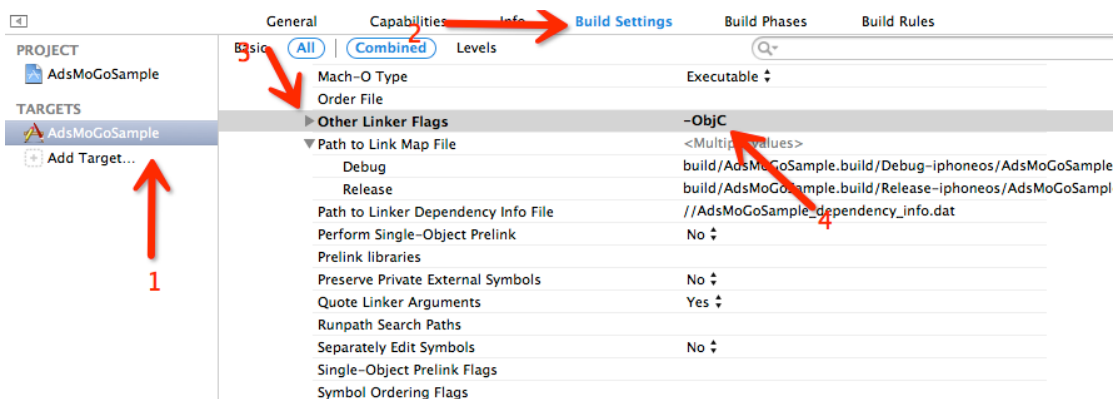 General Capabilities Info Build Settings Build Phases Build Rules
2
PROJECT
Basic All Combined Levels
3
AdsMoGoSample
Mach-O Type Executable
Order File
TARGETS
Other Linker Flags -ObjC
AdsMoGoSample
Path to Link Map File <Multiple values>
Add Target...
Debug build/AdsMoGoSample.build/Debug-iphoneos/AdsMoGoSample
Release build/AdsMoGoSample.build/Release-iphoneos/AdsMoGoSampl
Path to Linker Dependency Info File //AdsMoGoSample_dependency_info.dat
4
Perform Single-Object Prelink No
Prelink libraries
1
Preserve Private External Symbols No
Quote Linker Arguments Yes
Runpath Search Paths
Separately Edit Symbols No
Single-Object Prelink Flags
Symbol Ordering Flags